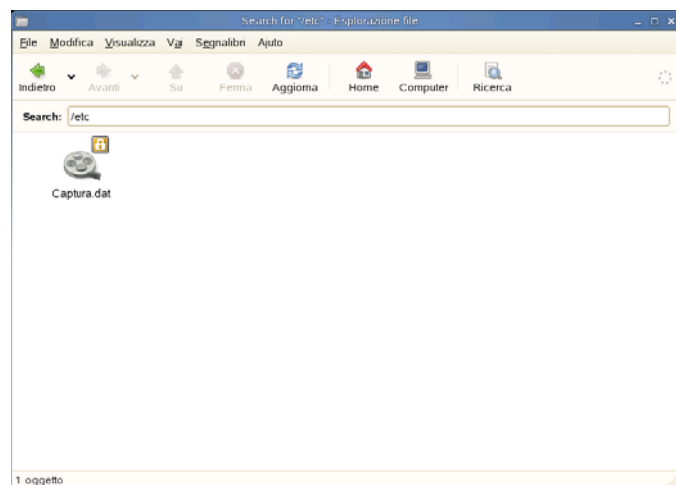 Search for "/etc" - Esplorazione file
File Modifica Visualizza Vai Segnalibri Aiuto
Indietro Avanti Su Ferma Aggiorna Home Computer Ricerca
Search: /etc
Captura.dat
1 oggetto